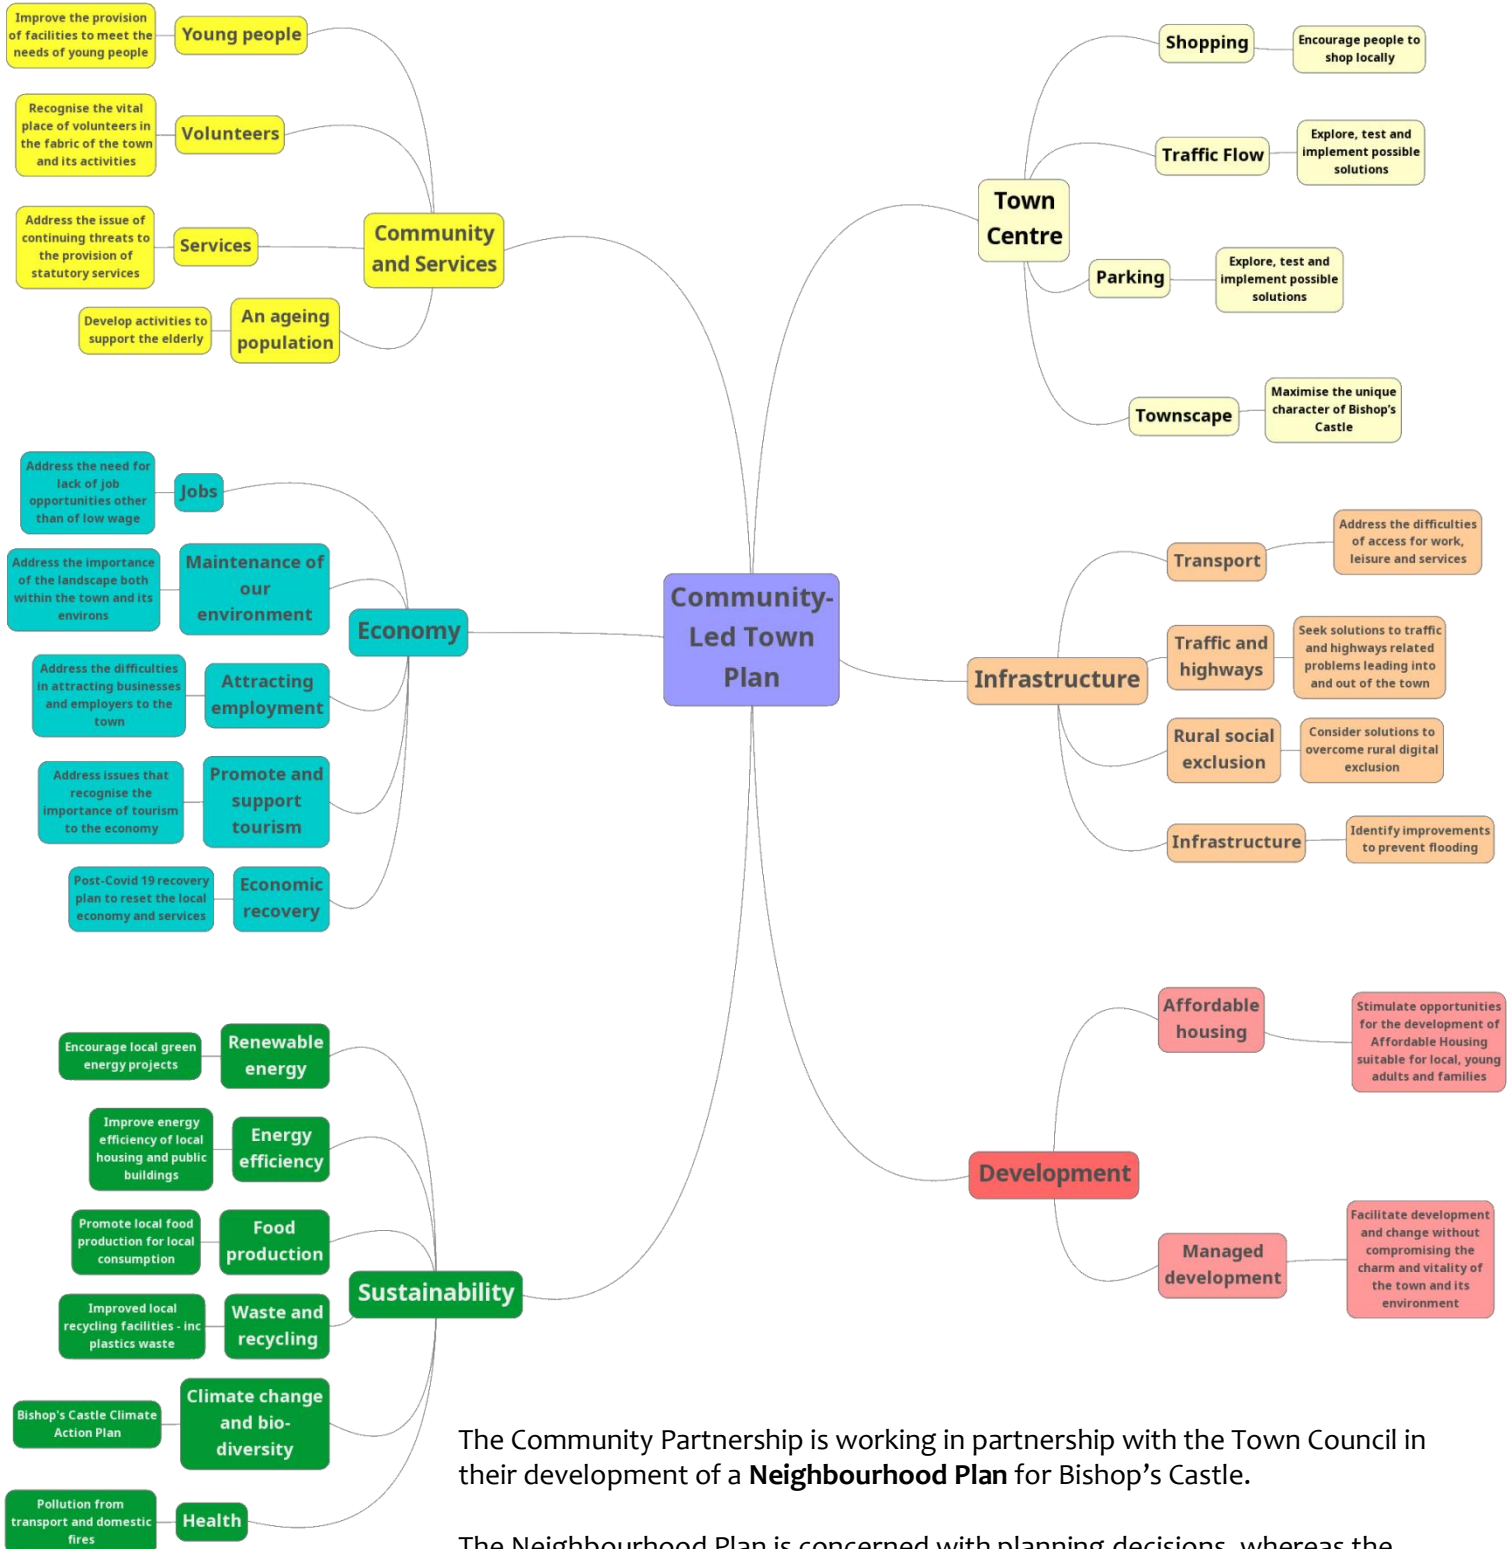 Community-
Led Town
Plan
Community
and Services
Young people
Improve the provision
of facilities to meet the
needs of young people
Volunteers
Recognise the vital
place of volunteers in
the fabric of the town
and its activities
Services
Address the issue of
continuing threats to
the provision of
statutory services
An ageing
population
Develop activities to
support the elderly
Economy
Jobs
Address the need for
lack of job
opportunities other
than of low wage
Maintenance of
our
environment
Address the importance
of the landscape both
within the town and its
environs
Attracting
employment
Address the difficulties
in attracting businesses
and employers to the
town
Promote and
support
tourism
Address issues that
recognise the
importance of tourism
to the economy
Economic
recovery
Post-Covid 19 recovery
plan to reset the local
economy and services
Sustainability
Renewable
energy
Encourage local green
energy projects
Energy
efficiency
Improve energy
efficiency of local
housing and public
buildings
Food
production
Promote local food
production for local
consumption
Waste and
recycling
Improved local
recycling facilities - inc
plastics waste
Climate change
and bio-
diversity
Bishop's Castle Climate
Action Plan
Health
Pollution from
transport and domestic
fires
Town
Centre
Shopping
Encourage people to
shop locally
Traffic Flow
Explore, test and
implement possible
solutions
Parking
Explore, test and
implement possible
solutions
Townscape
Maximise the unique
character of Bishop's
Castle
Infrastructure
Transport
Address the difficulties
of access for work,
leisure and services
Traffic and
highways
Seek solutions to traffic
and highways related
problems leading into
and out of the town
Rural social
exclusion
Consider solutions to
overcome rural digital
exclusion
Infrastructure
Identify improvements
to prevent flooding
Development
Affordable
housing
Stimulate opportunities
for the development of
Affordable Housing
suitable for local, young
adults and families
Managed
development
Facilitate development
and change without
compromising the
charm and vitality of
the town and its
environment
The Community Partnership is working in partnership with the Town Council in
their development of a Neighbourhood Plan for Bishop’s Castle.
The Neighbourhood Plan is concerned with planning decisions, whereas the